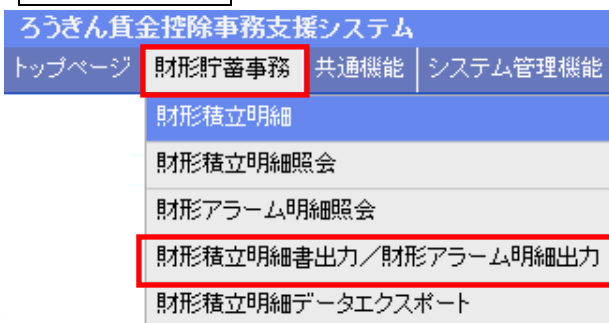 ろうきん賃金控除事務支援システム
トップページ 財形貯蓄事務 共通機能 システム管理機能
財形積立明細
財形積立明細照会
財形アラーム明細照会
財形積立明細書出力／財形アラーム明細出力
財形積立明細データエクスポート